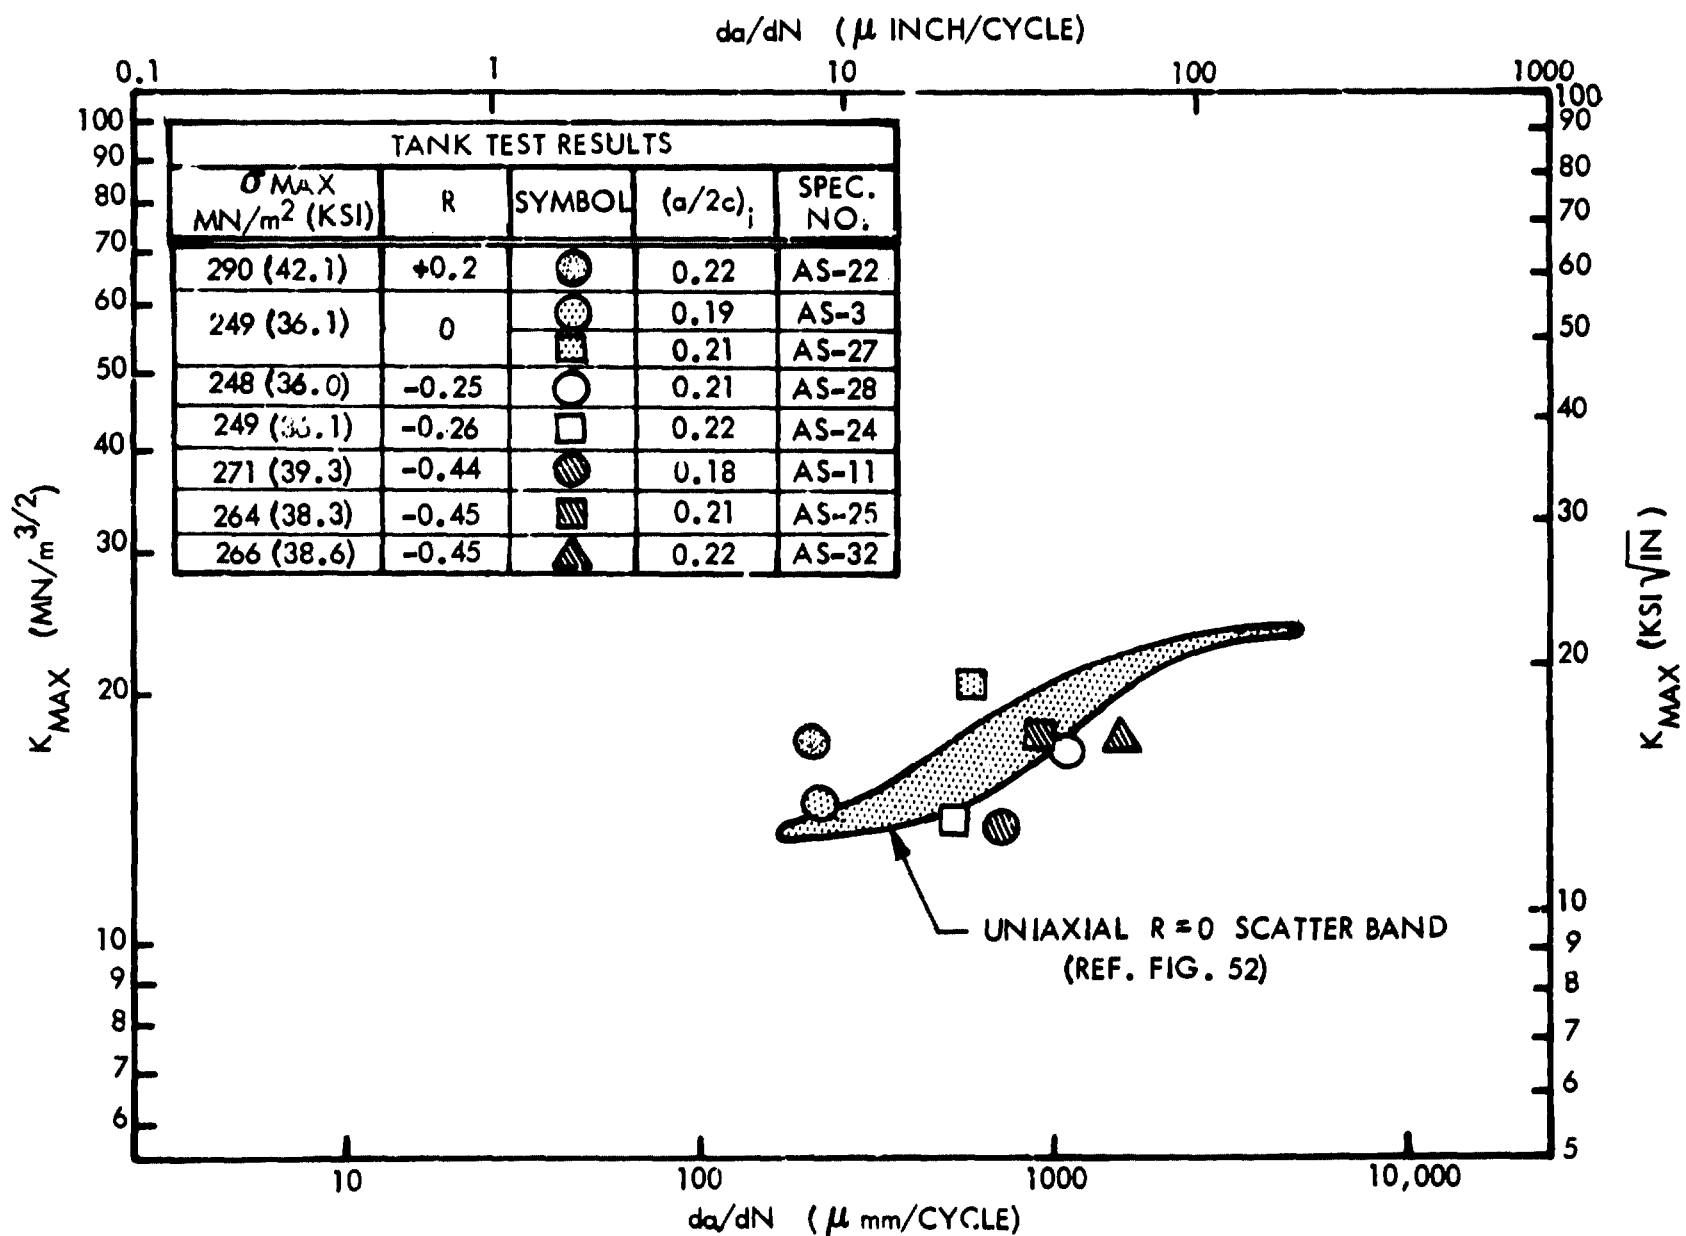 da/dN (μ INCH/CYCLE)
0.1 1 10 100 1000
TANK TEST RESULTS
σ MAX MN/m² (KSI) R SYMBOL (a/2c)i SPEC. NO.
290 (42.1) +0.2 0.22 AS-22
249 (36.1) 0 0.19 AS-3
0.21 AS-27
248 (36.0) -0.25 0.21 AS-28
249 (36.1) -0.26 0.22 AS-24
271 (39.3) -0.44 0.18 AS-11
264 (38.3) -0.45 0.21 AS-25
266 (38.6) -0.45 0.22 AS-32
K MAX (MN/m^3/2)
100
90
80
70
60
50
40
30
20
10
9
8
7
6
K MAX (KSI √IN)
100
90
80
70
60
50
40
30
20
10
9
8
7
6
5
UNIAXIAL R = 0 SCATTER BAND
(REF. FIG. 52)
10 100 1000 10,000
da/dN (μ mm/CYCLE)